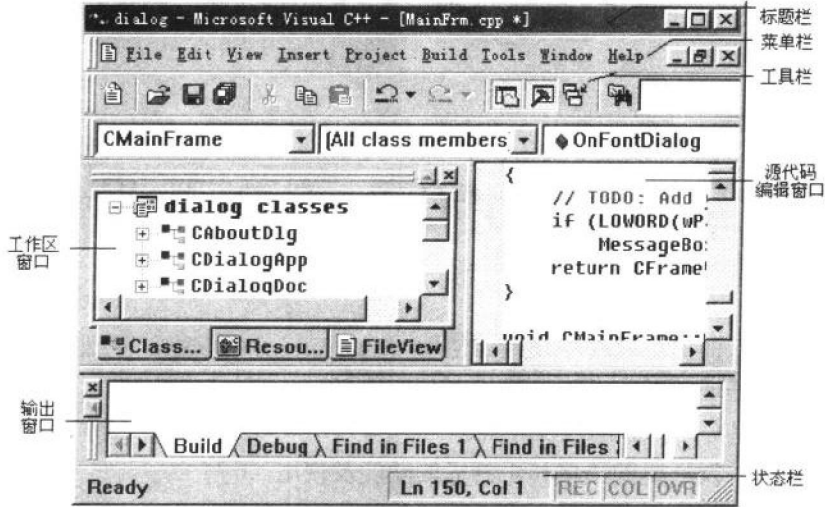 dialog - Microsoft Visual C++ - [MainFrm.cpp *]
标题栏
File Edit View Insert Project Build Tools Window Help
菜单栏
工具栏
CMainFrame
(All class members
OnFontDialog
{
// TODO: Add
if (LOWORD(wP
MessageBo
return CFrame
}
void CMainFrame::
源代码
编辑窗口
dialog classes
CAboutDlg
CDialogApp
CDialogDoc
工作区
窗口
Class... Resou... FileView
输出
窗口
Build Debug Find in Files 1 Find in Files
Ready
Ln 150, Col 1
REC COL OVR
状态栏